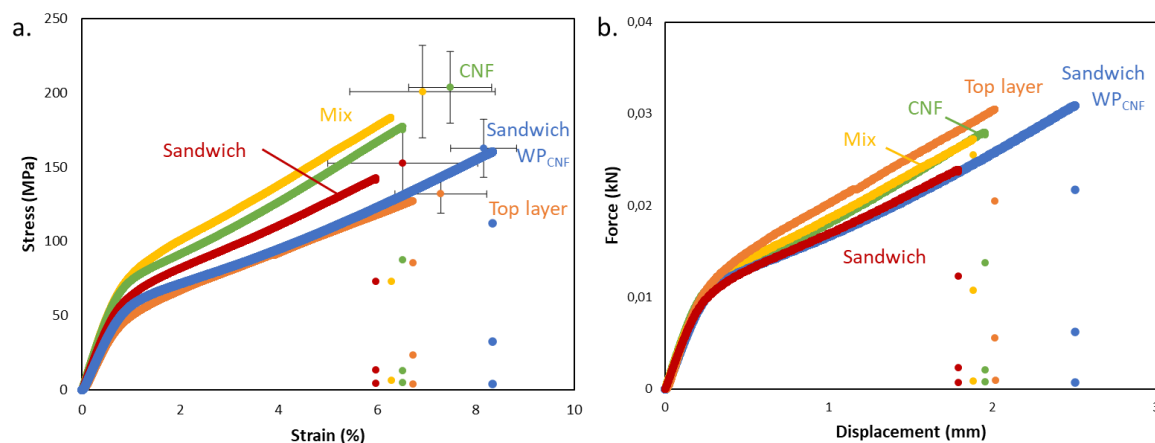 a.
250
200
150
100
50
0
Stress (MPa)
0
2
4
6
8
10
Strain (%)
CNF
Mix
Sandwich
Sandwich
WPCNF
Top layer
b.
0,04
0,03
0,02
0,01
0
Force (kN)
0
1
2
3
Displacement (mm)
Sandwich
WPCNF
Top layer
CNF
Mix
Sandwich